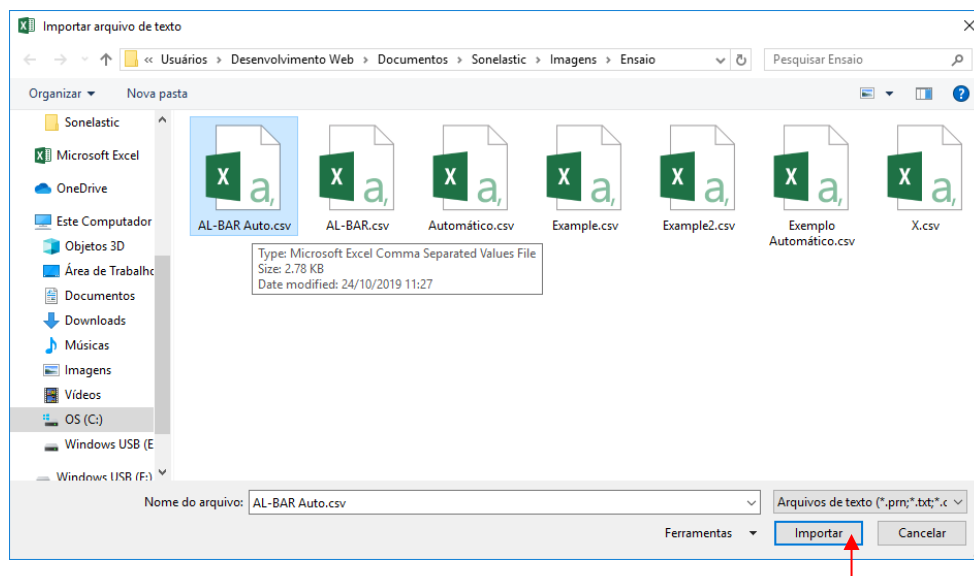 Importar arquivo de texto
« Usuários > Desenvolvimento Web > Documentos > Sonelastic > Imagens > Ensaio
Pesquisar Ensaio
Organizar
Nova pasta
Sonelastic
Microsoft Excel
OneDrive
Este Computador
Objetos 3D
Área de Trabalho
Documentos
Downloads
Músicas
Imagens
Vídeos
OS (C:)
Windows USB (E
Windows USB (F:)
X a,
X a,
X a,
X a,
X a,
X a,
X a,
AL-BAR Auto.csv
AL-BAR.csv
Automático.csv
Example.csv
Example2.csv
Exemplo
Automático.csv
X.csv
Type: Microsoft Excel Comma Separated Values File
Size: 2.78 KB
Date modified: 24/10/2019 11:27
Nome do arquivo: AL-BAR Auto.csv
Arquivos de texto (*.prn;*.txt;*.c
Ferramentas
Importar
Cancelar